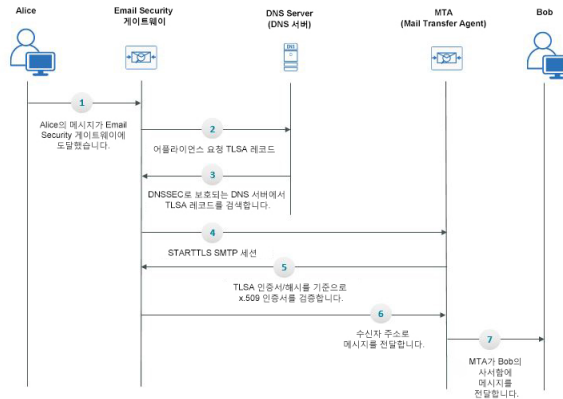 Alice
Email Security
게이트웨이
DNS Server
(DNS 서버)
MTA
(Mail Transfer Agent)
Bob
1
Alice의 메시지가 Email
Security 게이트웨이에
도달했습니다.
2
어플라이언스 요청 TLSA 레코드
3
DNSSEC로 보호되는 DNS 서버에서
TLSA 레코드를 검색합니다.
4
STARTTLS SMTP 세션
5
TLSA 인증서/해시를 기준으로
x.509 인증서를 검증합니다.
6
수신자 주소로
메시지를 전달합니다.
7
MTA가 Bob의
사서함에
메시지를
전달합니다.